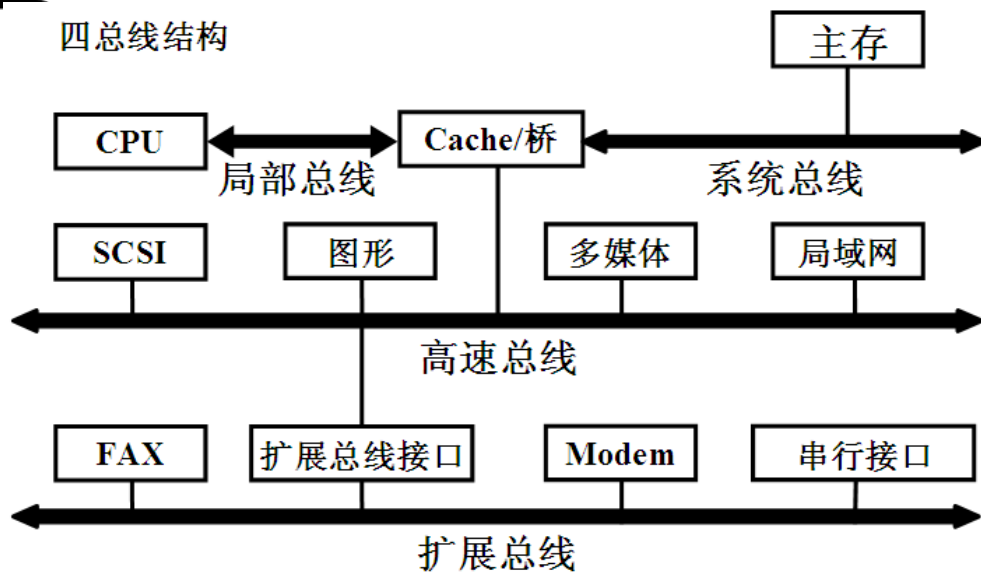 四总线结构
主存
CPU
Cache/桥
局部总线
系统总线
SCSI
图形
多媒体
局域网
高速总线
FAX
扩展总线接口
Modem
串行接口
扩展总线